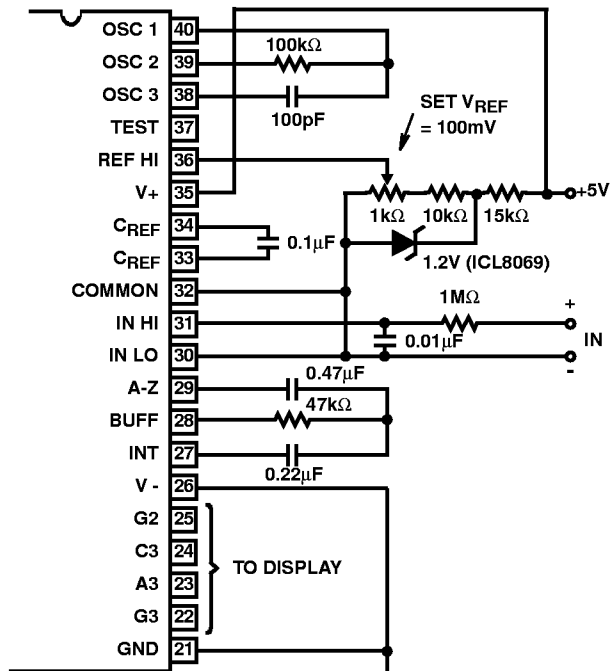 OSC 1 40
100kΩ
OSC 2 39
OSC 3 38
100pF
TEST 37
SET VREF
= 100mV
REF HI 36
V+ 35
+5V
1kΩ 10kΩ 15kΩ
CREF 34
0.1µF
CREF 33
1.2V (ICL8069)
COMMON 32
1MΩ
+
IN HI 31
0.01µF
IN
IN LO 30
-
0.47µF
A-Z 29
47kΩ
BUFF 28
INT 27
0.22µF
V - 26
G2 25
C3 24
TO DISPLAY
A3 23
G3 22
GND 21